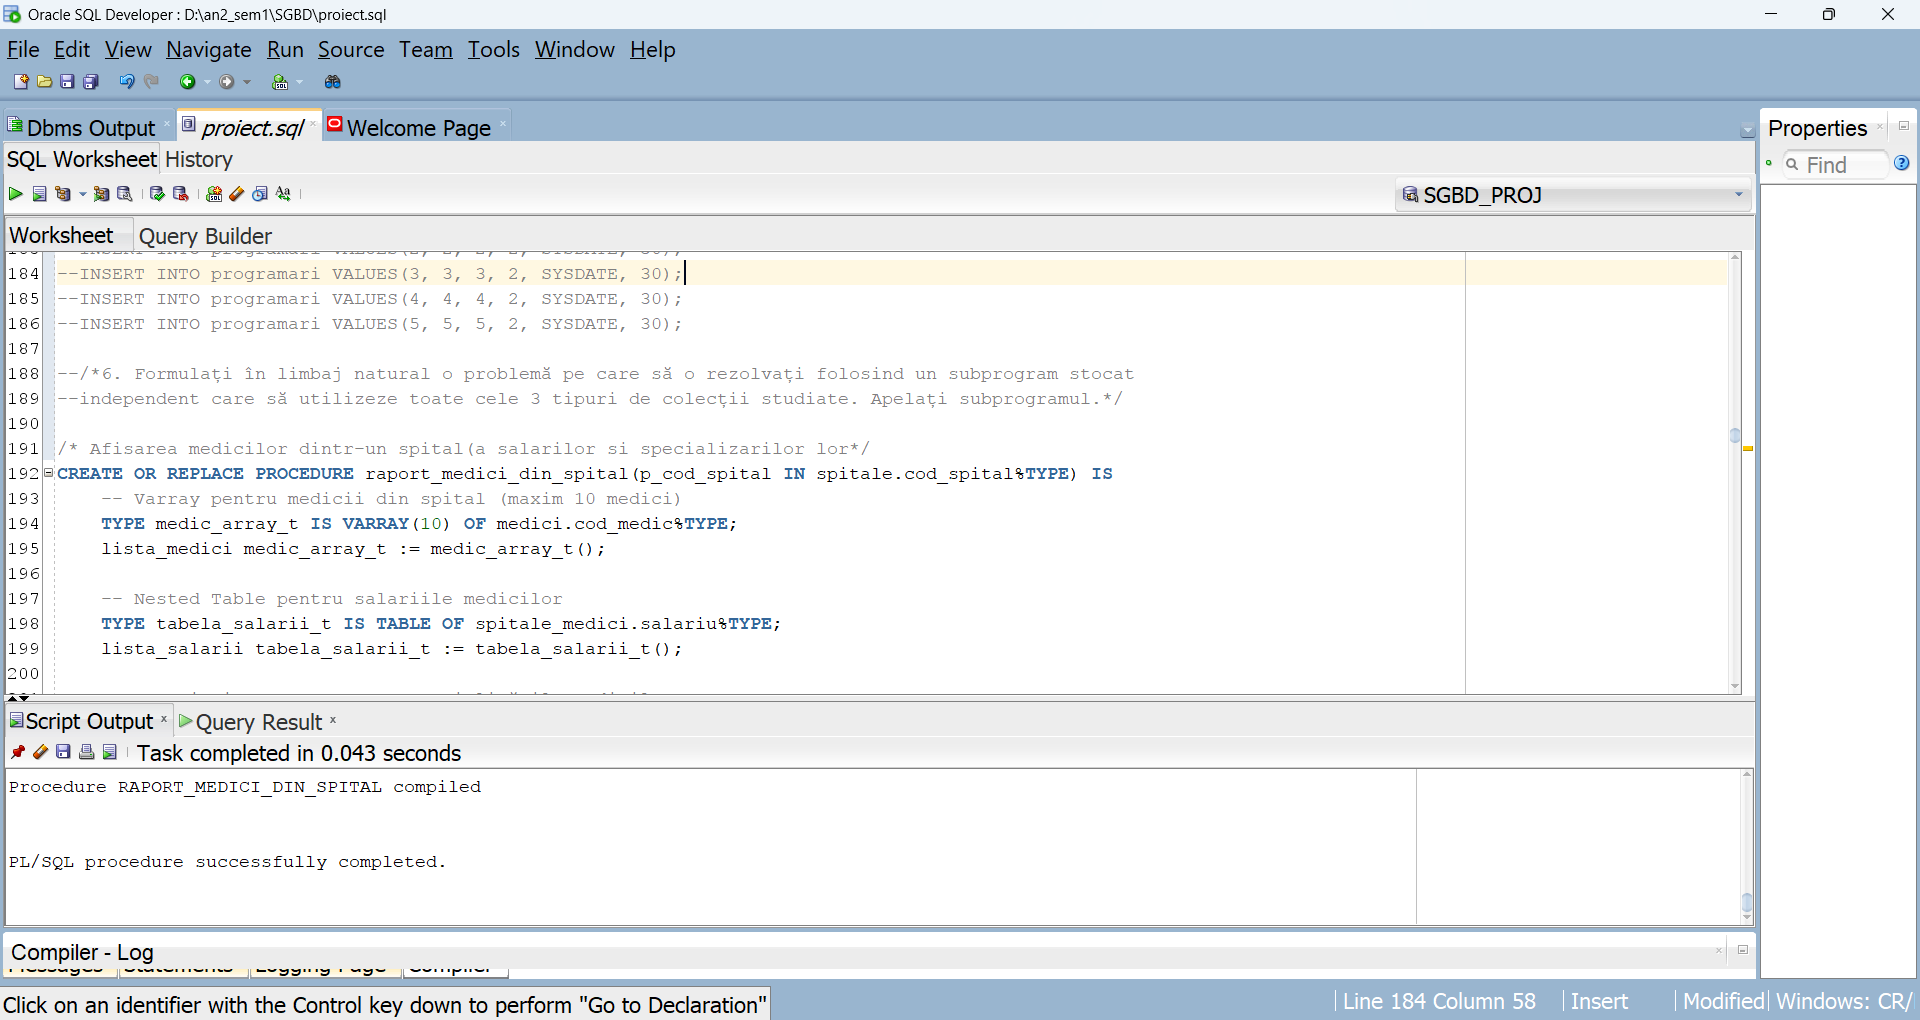 Oracle SQL Developer : D:\an2_sem1\SGBD\proiect.sql
File Edit View Navigate Run Source Team Tools Window Help
Dbms Output proiect.sql Welcome Page
Properties
SQL Worksheet History
Find
SGBD_PROJ
Worksheet Query Builder
184 --INSERT INTO programari VALUES(3, 3, 3, 2, SYSDATE, 30);
185 --INSERT INTO programari VALUES(4, 4, 4, 2, SYSDATE, 30);
186 --INSERT INTO programari VALUES(5, 5, 5, 2, SYSDATE, 30);
187
188 --/*6. Formulați în limbaj natural o problemă pe care să o rezolvați folosind un subprogram stocat
189 --independent care să utilizeze toate cele 3 tipuri de colecții studiate. Apelați subprogramul.*/
190
191 /* Afisarea medicilor dintr-un spital(a salarilor si specializarilor lor*/
192 CREATE OR REPLACE PROCEDURE raport_medici_din_spital(p_cod_spital IN spitale.cod_spital%TYPE) IS
193 -- Varray pentru medicii din spital (maxim 10 medici)
194 TYPE medic_array_t IS VARRAY(10) OF medici.cod_medic%TYPE;
195 lista_medici medic_array_t := medic_array_t();
196
197 -- Nested Table pentru salariile medicilor
198 TYPE tabela_salarii_t IS TABLE OF spitale_medici.salariu%TYPE;
199 lista_salarii tabela_salarii_t := tabela_salarii_t();
200
Script Output Query Result
Task completed in 0.043 seconds
Procedure RAPORT_MEDICI_DIN_SPITAL compiled
PL/SQL procedure successfully completed.
Compiler - Log
Messages Statements Logging Page Compiler
Click on an identifier with the Control key down to perform "Go to Declaration"
Line 184 Column 58 Insert Modified Windows: CR/